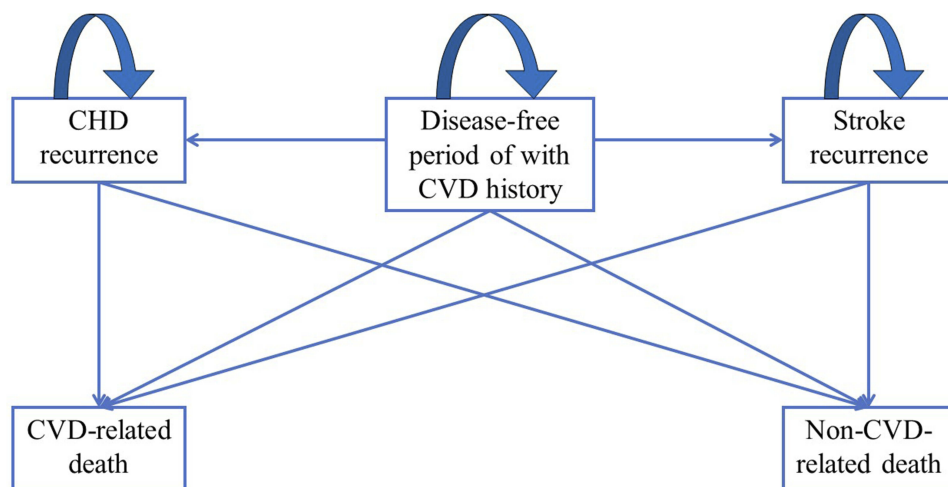 CHD
recurrence
Disease-free
period of with
CVD history
Stroke
recurrence
CVD-related
death
Non-CVD-
related death